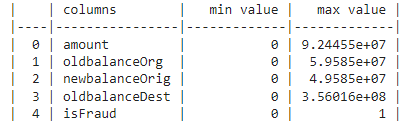 |    | columns        |   min value |   max value |
|----|----------------|-------------|-------------|
|  0 | amount         |           0 | 9.24455e+07 |
|  1 | oldbalanceOrg  |           0 | 5.9585e+07  |
|  2 | newbalanceOrig |           0 | 4.9585e+07  |
|  3 | oldbalanceDest |           0 | 3.56016e+08 |
|  4 | isFraud        |           0 | 1           |